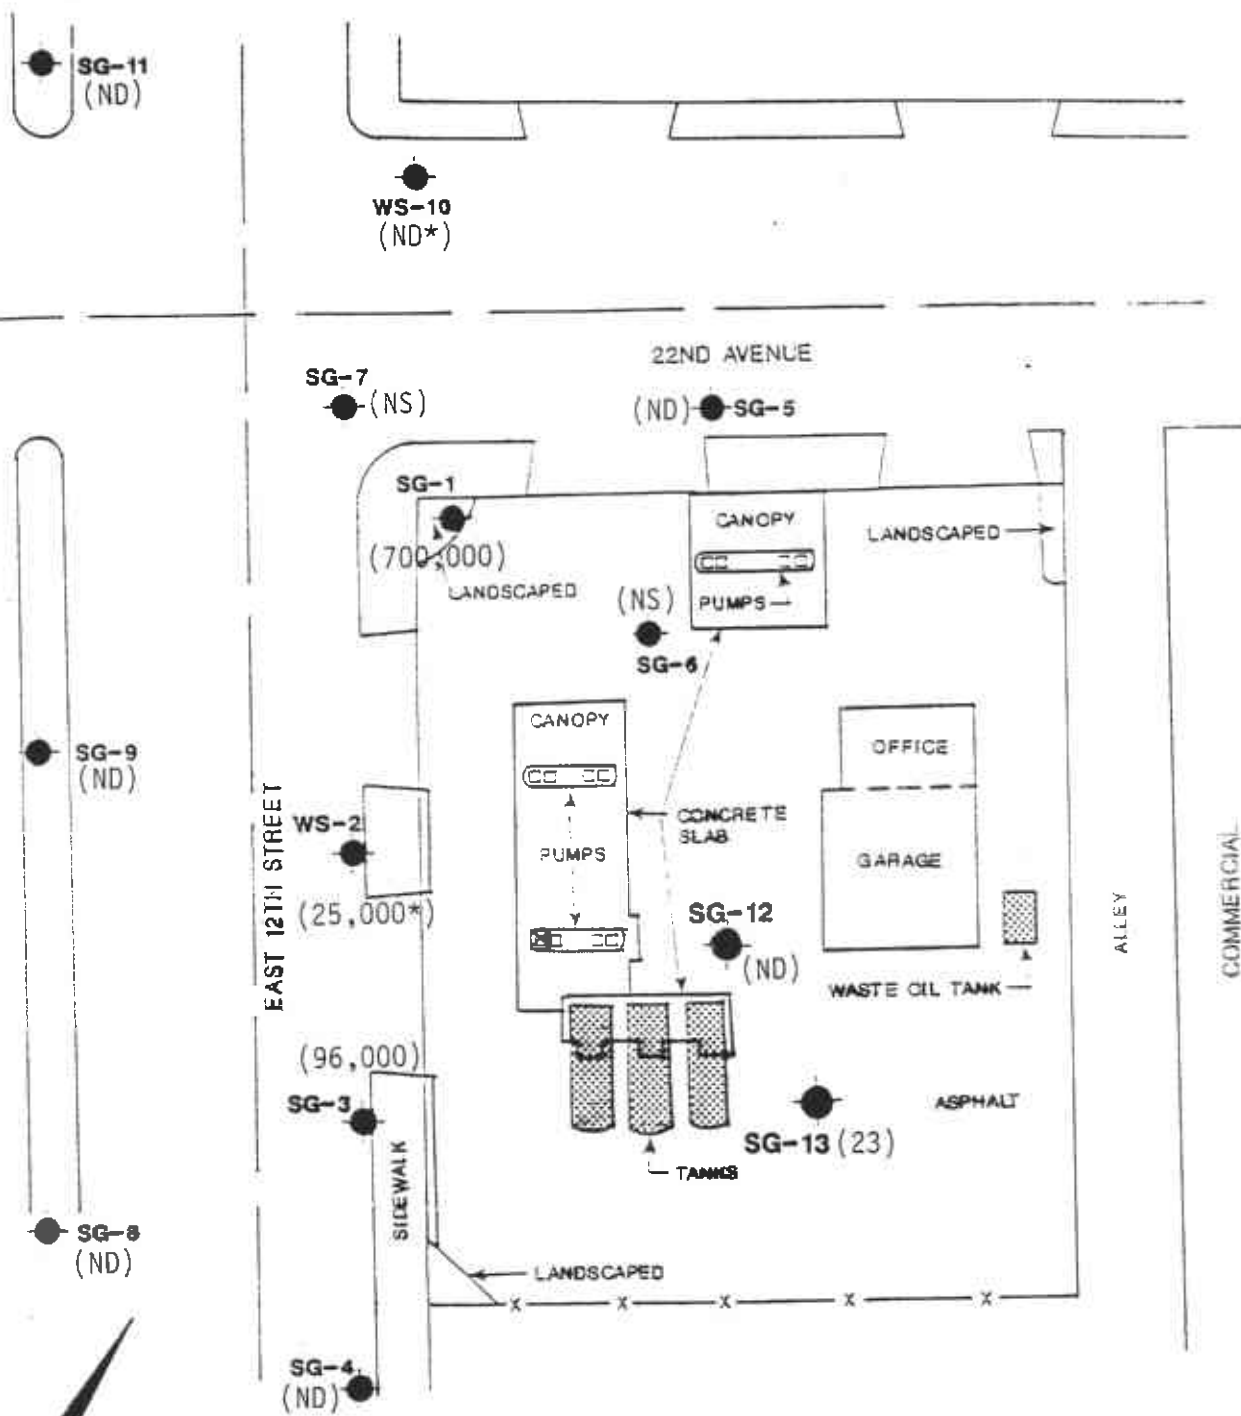 SG-11
(ND)
WS-10
(ND*)
22ND AVENUE
SG-7
(NS)
(ND)
SG-5
SG-1
(700,000)
LANDSCAPED
CANOPY
LANDSCAPED
PUMPS
(NS)
SG-6
CANOPY
OFFICE
SG-9
(ND)
EAST 12TH STREET
WS-2
(25,000*)
PUMPS
CONCRETE
SLAB
GARAGE
SG-12
(ND)
WASTE OIL TANK
ALLEY
COMMERCIAL
(96,000)
SG-3
SIDEWALK
ASPHALT
SG-13 (23)
TANKS
SG-8
(ND)
LANDSCAPED
X X X X X
SG-4
(ND)